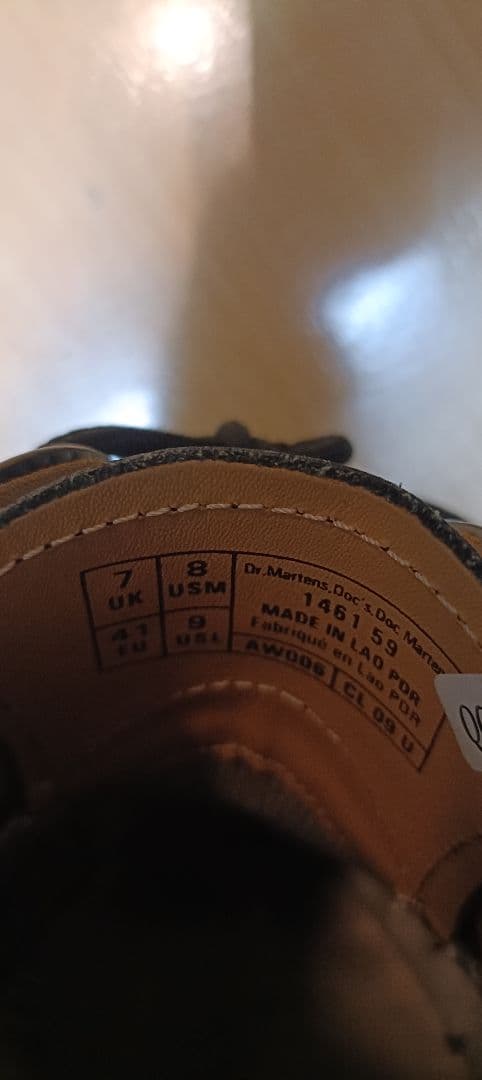 7 UK
8 USM
41 EU
9 USL
Dr.Martens.Doc's.Doc Marten
1461 59
MADE IN LAO PDR
Fabriqué en Lao PDR
AW006 CL 09 U